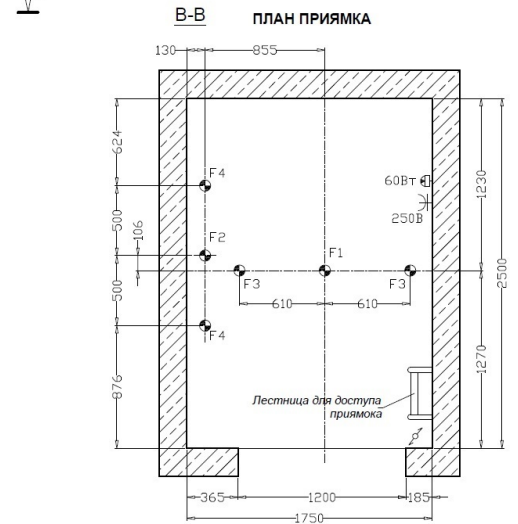 В-В ПЛАН ПРИЯМКА
130 855
624
500
106
500
876
F4
F2
F4
F1
F3
F3
60Вт
250В
610 610
1230
1270
2500
Лестница для доступа
приямока
365 1200 185
1750